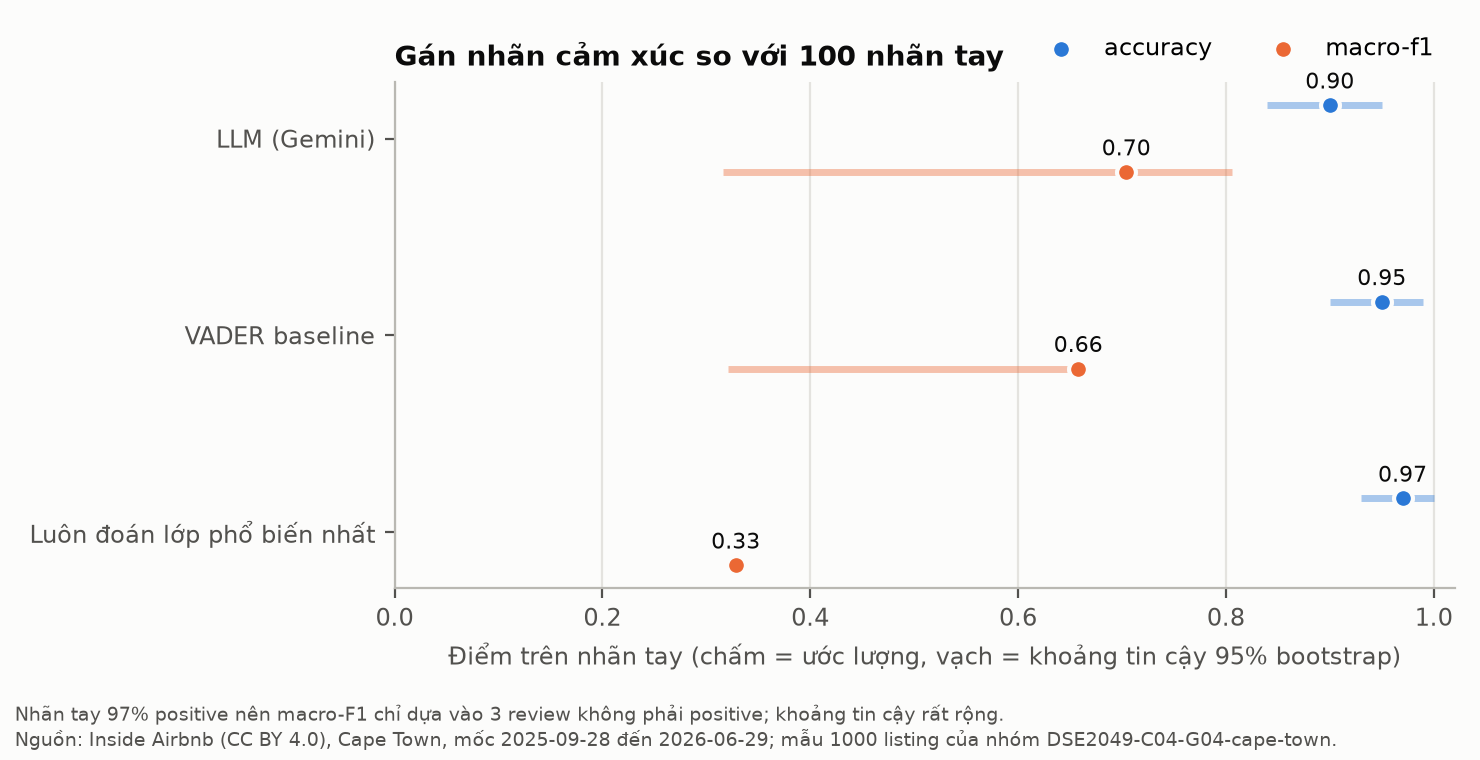 Gán nhãn cảm xúc so với 100 nhãn tay
accuracy
macro-f1
LLM (Gemini)
0.90
0.70
VADER baseline
0.95
0.66
Luôn đoán lớp phổ biến nhất
0.97
0.33
0.0 0.2 0.4 0.6 0.8 1.0
Điểm trên nhãn tay (chấm = ước lượng, vạch = khoảng tin cậy 95% bootstrap)
Nhãn tay 97% positive nên macro-F1 chỉ dựa vào 3 review không phải positive; khoảng tin cậy rất rộng.
Nguồn: Inside Airbnb (CC BY 4.0), Cape Town, mốc 2025-09-28 đến 2026-06-29; mẫu 1000 listing của nhóm DSE2049-C04-G04-cape-town.